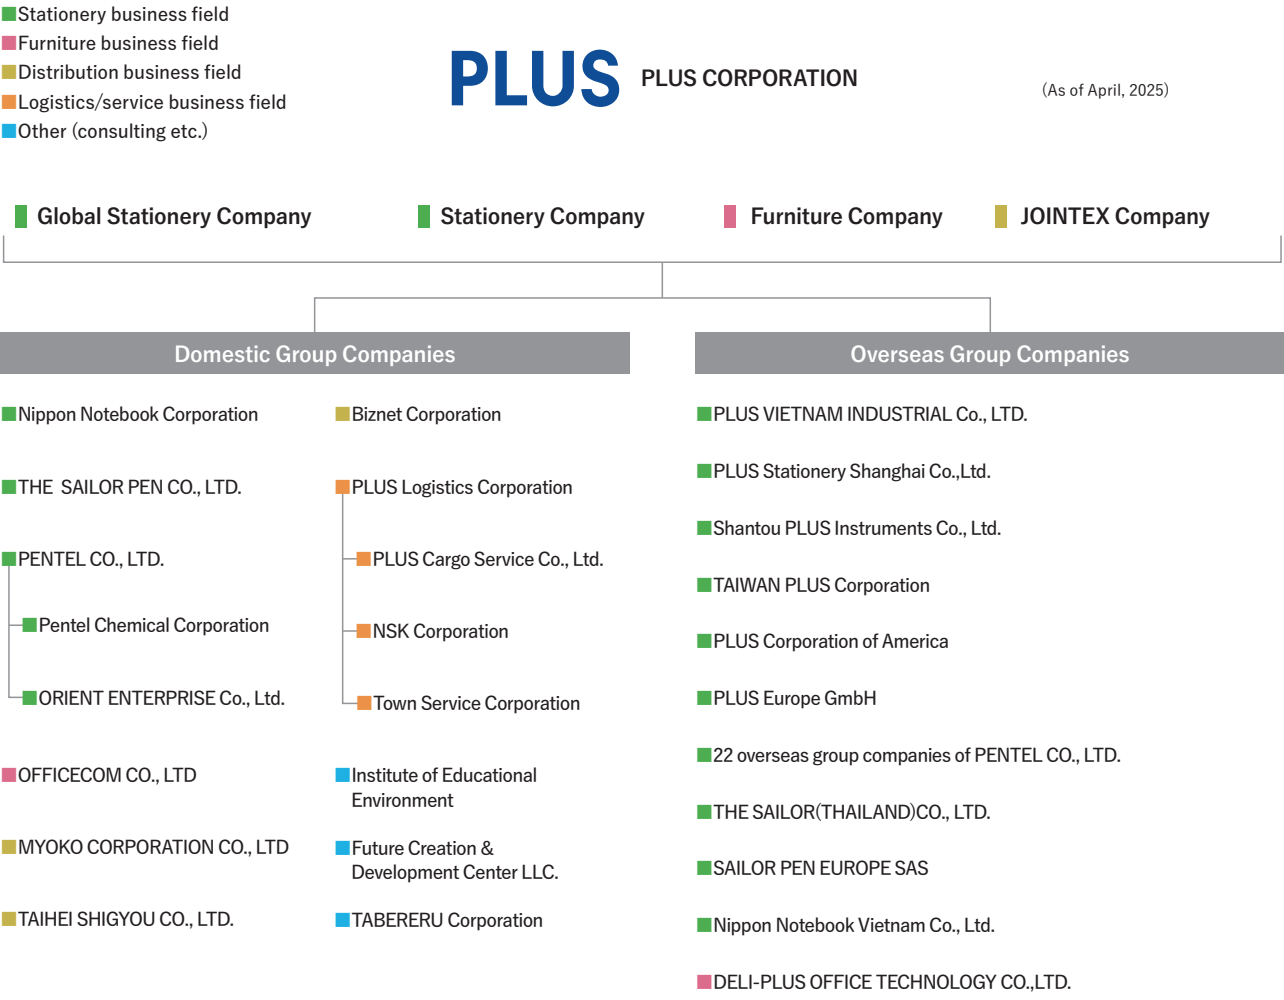 Stationery business field
Furniture business field
Distribution business field
Logistics/service business field
Other (consulting etc.)
PLUS PLUS CORPORATION
(As of April, 2025)
Global Stationery Company
Stationery Company
Furniture Company
JOINTEX Company
Domestic Group Companies
Nippon Notebook Corporation
THE SAILOR PEN CO., LTD.
PENTEL CO., LTD.
Pentel Chemical Corporation
ORIENT ENTERPRISE Co., Ltd.
OFFICECOM CO., LTD
MYOKO CORPORATION CO., LTD
TAIHEI SHIGYOU CO., LTD.
Biznet Corporation
PLUS Logistics Corporation
PLUS Cargo Service Co., Ltd.
NSK Corporation
Town Service Corporation
Institute of Educational
Environment
Future Creation &
Development Center LLC.
TABERERU Corporation
Overseas Group Companies
PLUS VIETNAM INDUSTRIAL Co., LTD.
PLUS Stationery Shanghai Co.,Ltd.
Shantou PLUS Instruments Co., Ltd.
TAIWAN PLUS Corporation
PLUS Corporation of America
PLUS Europe GmbH
22 overseas group companies of PENTEL CO., LTD.
THE SAILOR(THAILAND)CO., LTD.
SAILOR PEN EUROPE SAS
Nippon Notebook Vietnam Co., Ltd.
DELI-PLUS OFFICE TECHNOLOGY CO.,LTD.